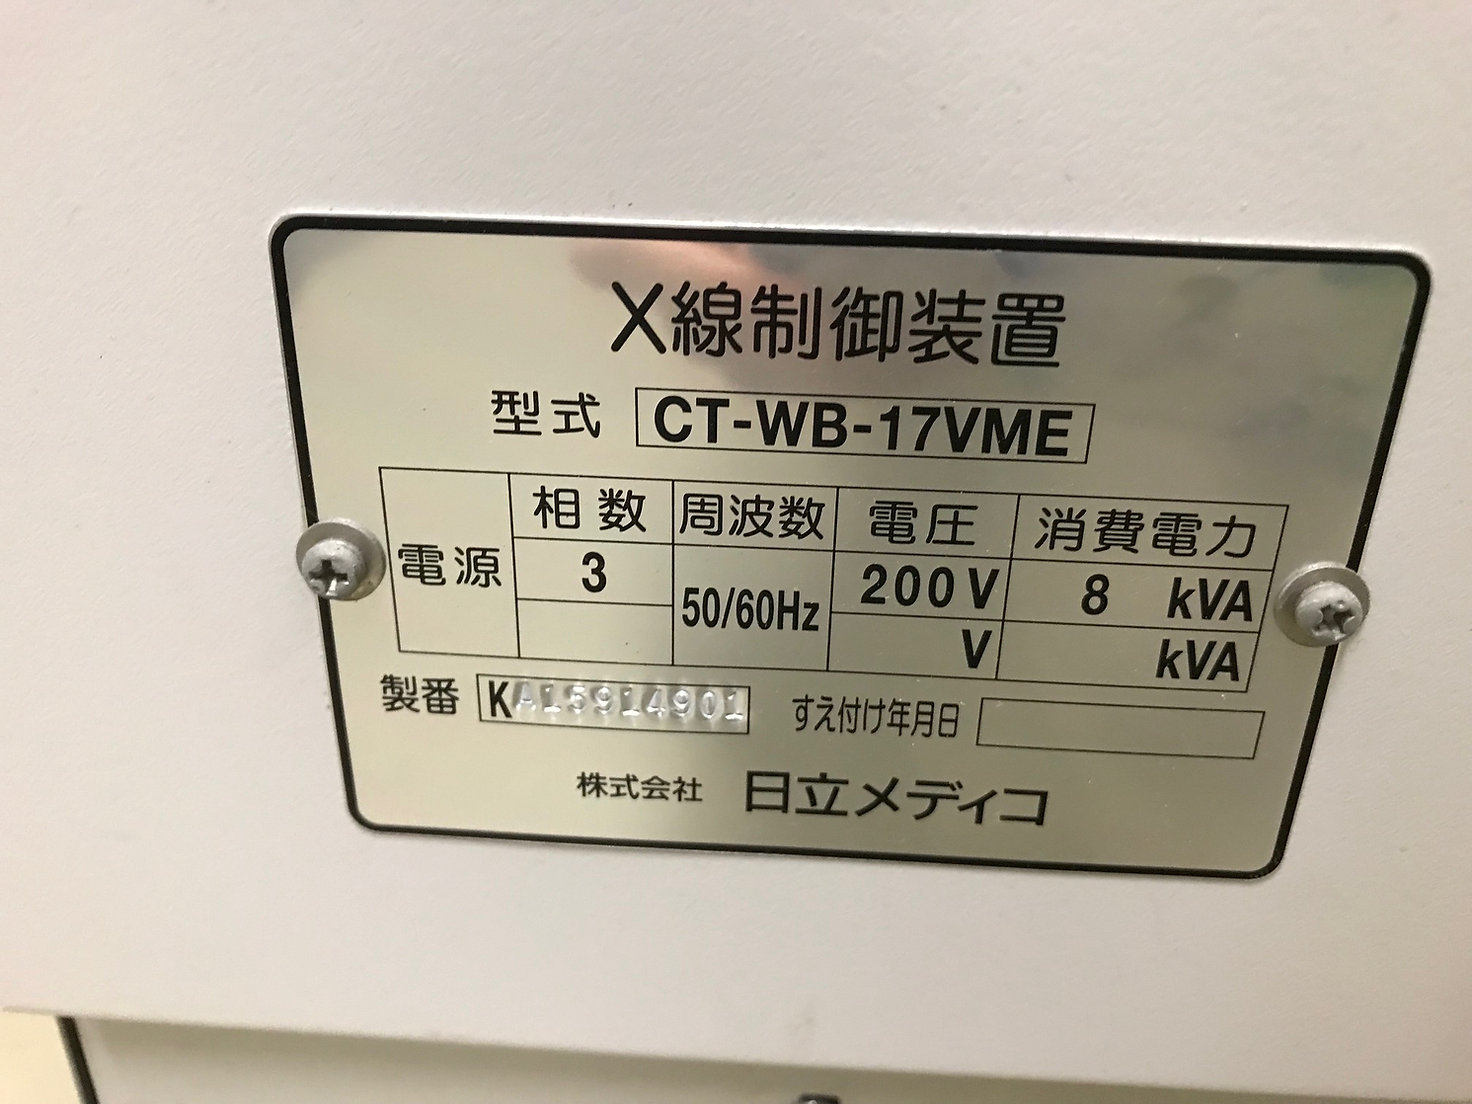 X線制御装置
型式 CT-WB-17VME
電源 相数 周波数 電圧 消費電力
3 50/60Hz 200V 8 kVA
V kVA
製番 KA15914901 すえ付け年月日
株式会社 日立メディコ